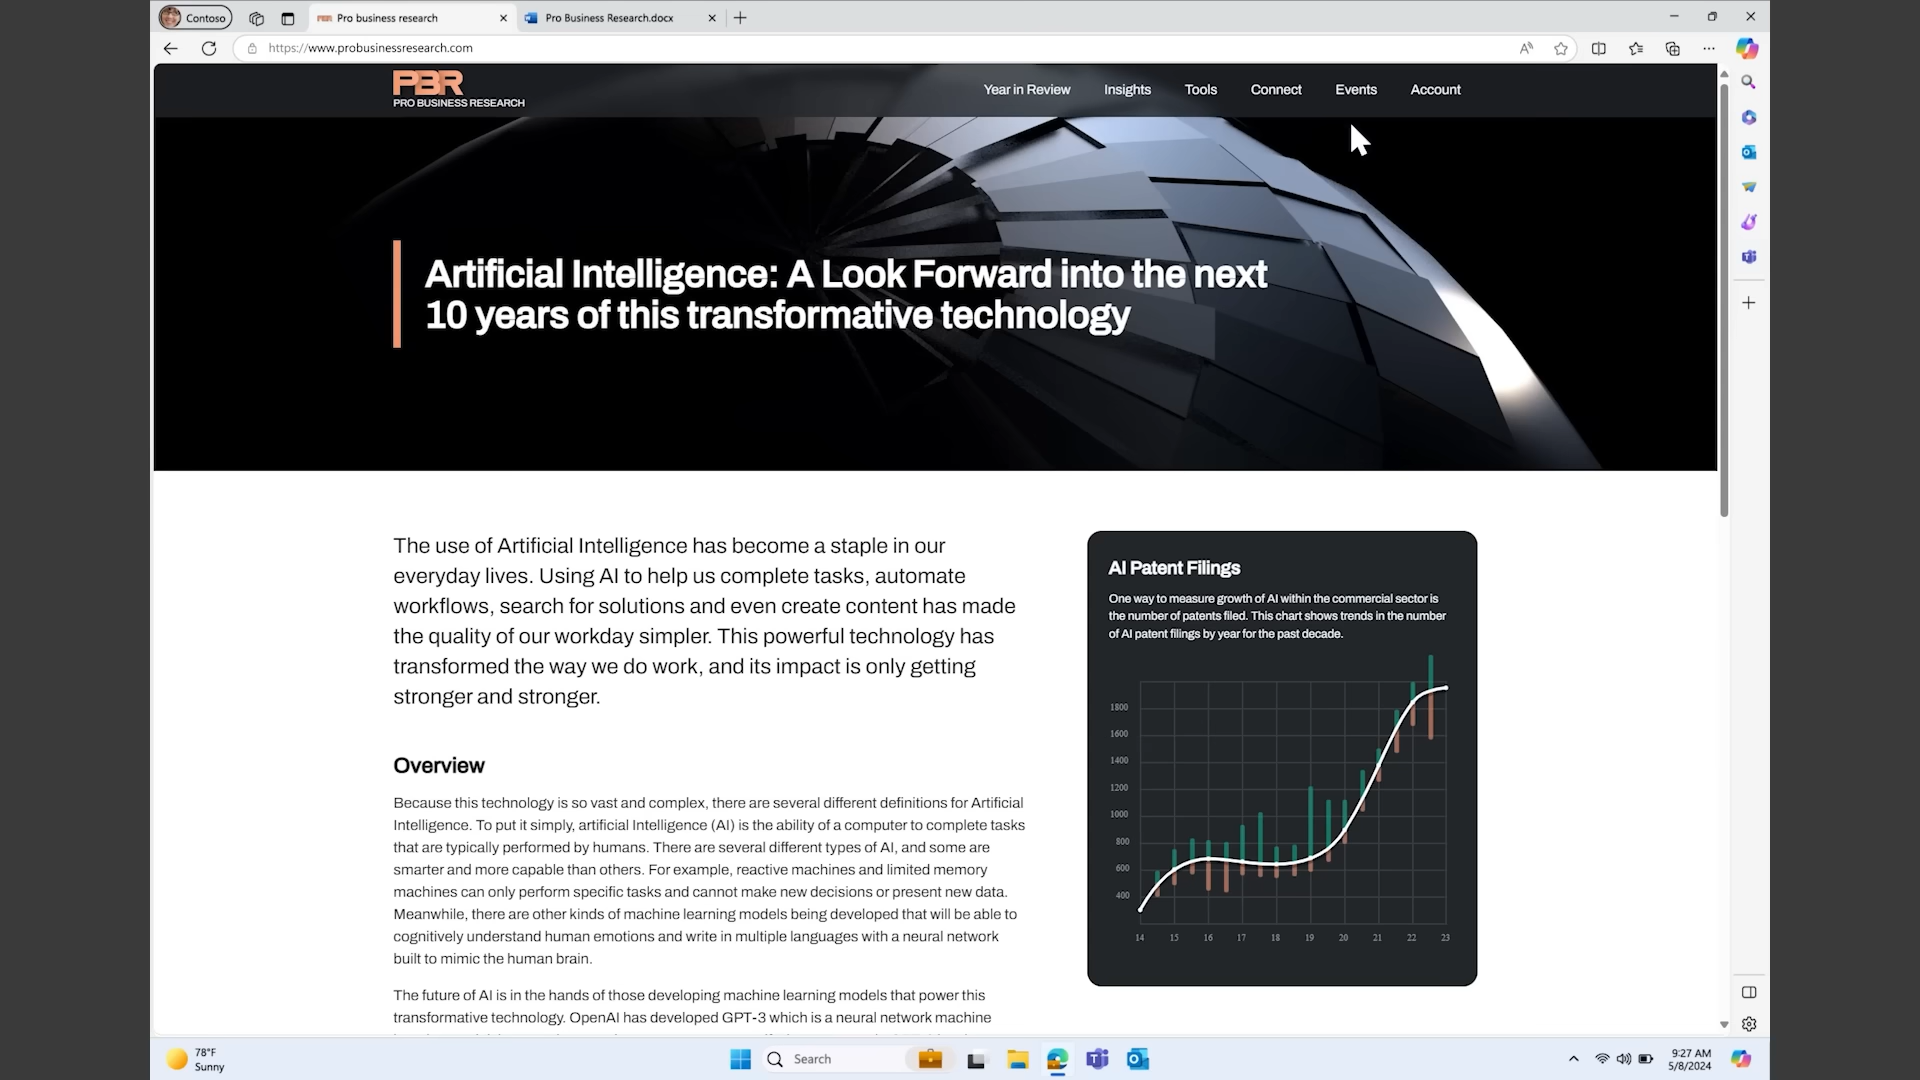 Contoso
Pro business research
Pro Business Research.docx
https://www.probusinessresearch.com
PBR
PRO BUSINESS RESEARCH
Year in Review
Insights
Tools
Connect
Events
Account
Artificial Intelligence: A Look Forward into the next
10 years of this transformative technology
The use of Artificial Intelligence has become a staple in our
everyday lives. Using AI to help us complete tasks, automate
workflows, search for solutions and even create content has made
the quality of our workday simpler. This powerful technology has
transformed the way we do work, and its impact is only getting
stronger and stronger.
Overview
Because this technology is so vast and complex, there are several different definitions for Artificial
Intelligence. To put it simply, artificial Intelligence (AI) is the ability of a computer to complete tasks
that are typically performed by humans. There are several different types of AI, and some are
smarter and more capable than others. For example, reactive machines and limited memory
machines can only perform specific tasks and cannot make new decisions or present new data.
Meanwhile, there are other kinds of machine learning models being developed that will be able to
cognitively understand human emotions and write in multiple languages with a neural network
built to mimic the human brain.
The future of AI is in the hands of those developing machine learning models that power this
transformative technology. OpenAI has developed GPT-3 which is a neural network machine
AI Patent Filings
One way to measure growth of AI within the commercial sector is
the number of patents filed. This chart shows trends in the number
of AI patent filings by year for the past decade.
1800
1600
1400
1200
1000
800
600
400
14 15 16 17 18 19 20 21 22 23
78°F
Sunny
Search
9:27 AM
5/8/2024